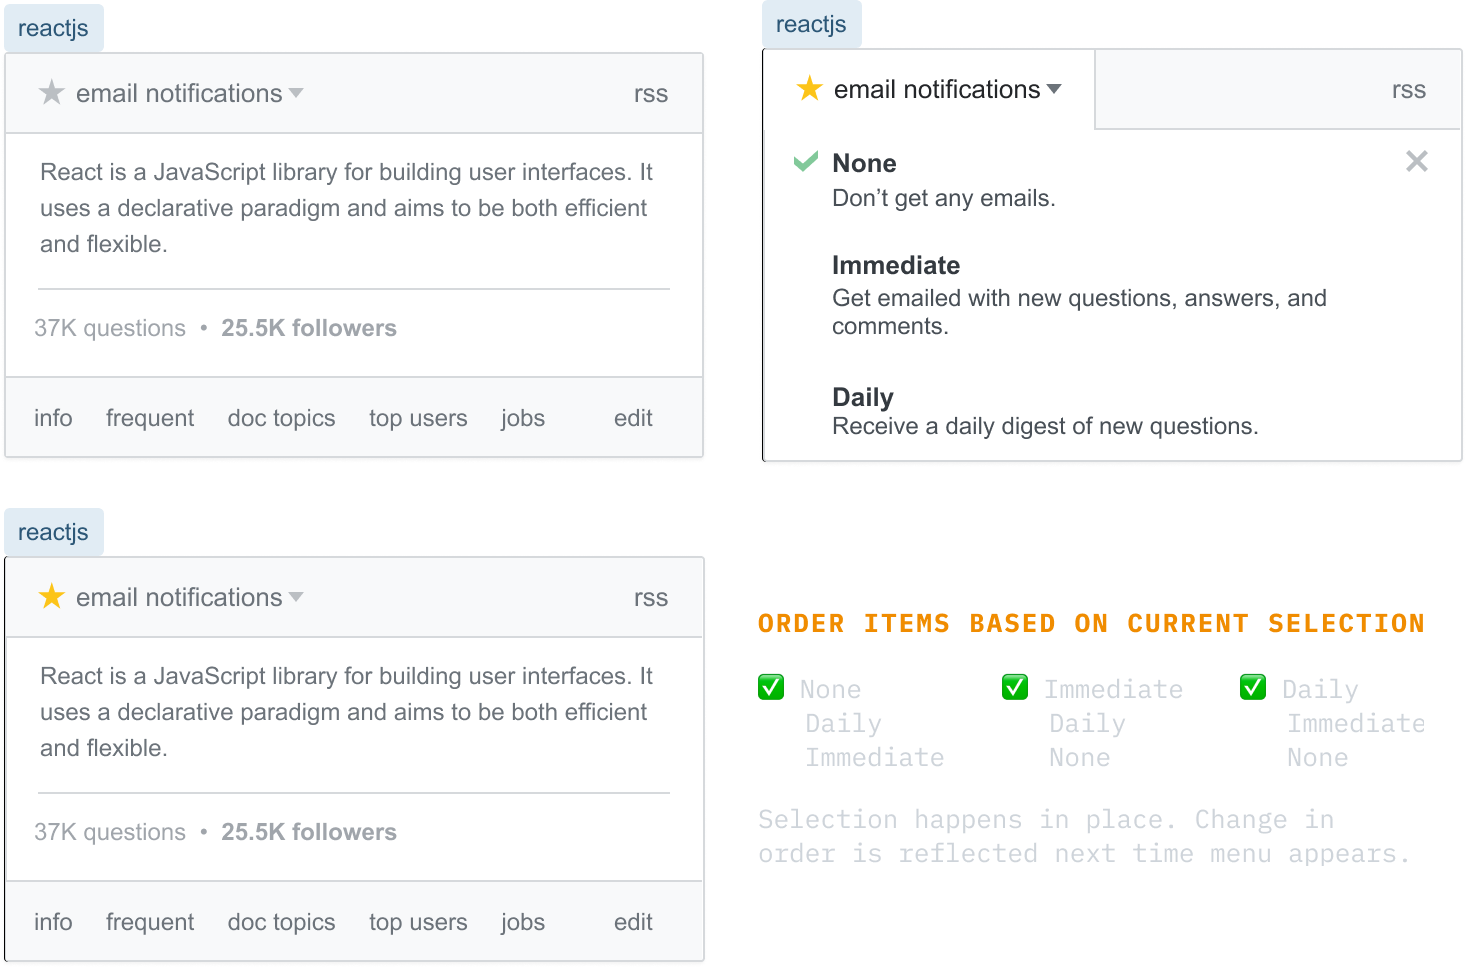 reactjs
email notifications
rss
React is a JavaScript library for building user interfaces. It
uses a declarative paradigm and aims to be both efficient
and flexible.
37K questions • 25.5K followers
info frequent doc topics top users jobs edit
reactjs
email notifications
rss
None
Don’t get any emails.
Immediate
Get emailed with new questions, answers, and
comments.
Daily
Receive a daily digest of new questions.
reactjs
email notifications
rss
React is a JavaScript library for building user interfaces. It
uses a declarative paradigm and aims to be both efficient
and flexible.
37K questions • 25.5K followers
info frequent doc topics top users jobs edit
ORDER ITEMS BASED ON CURRENT SELECTION
None
Daily
Immediate
Immediate
Daily
None
Daily
Immediate
None
Selection happens in place. Change in
order is reflected next time menu appears.